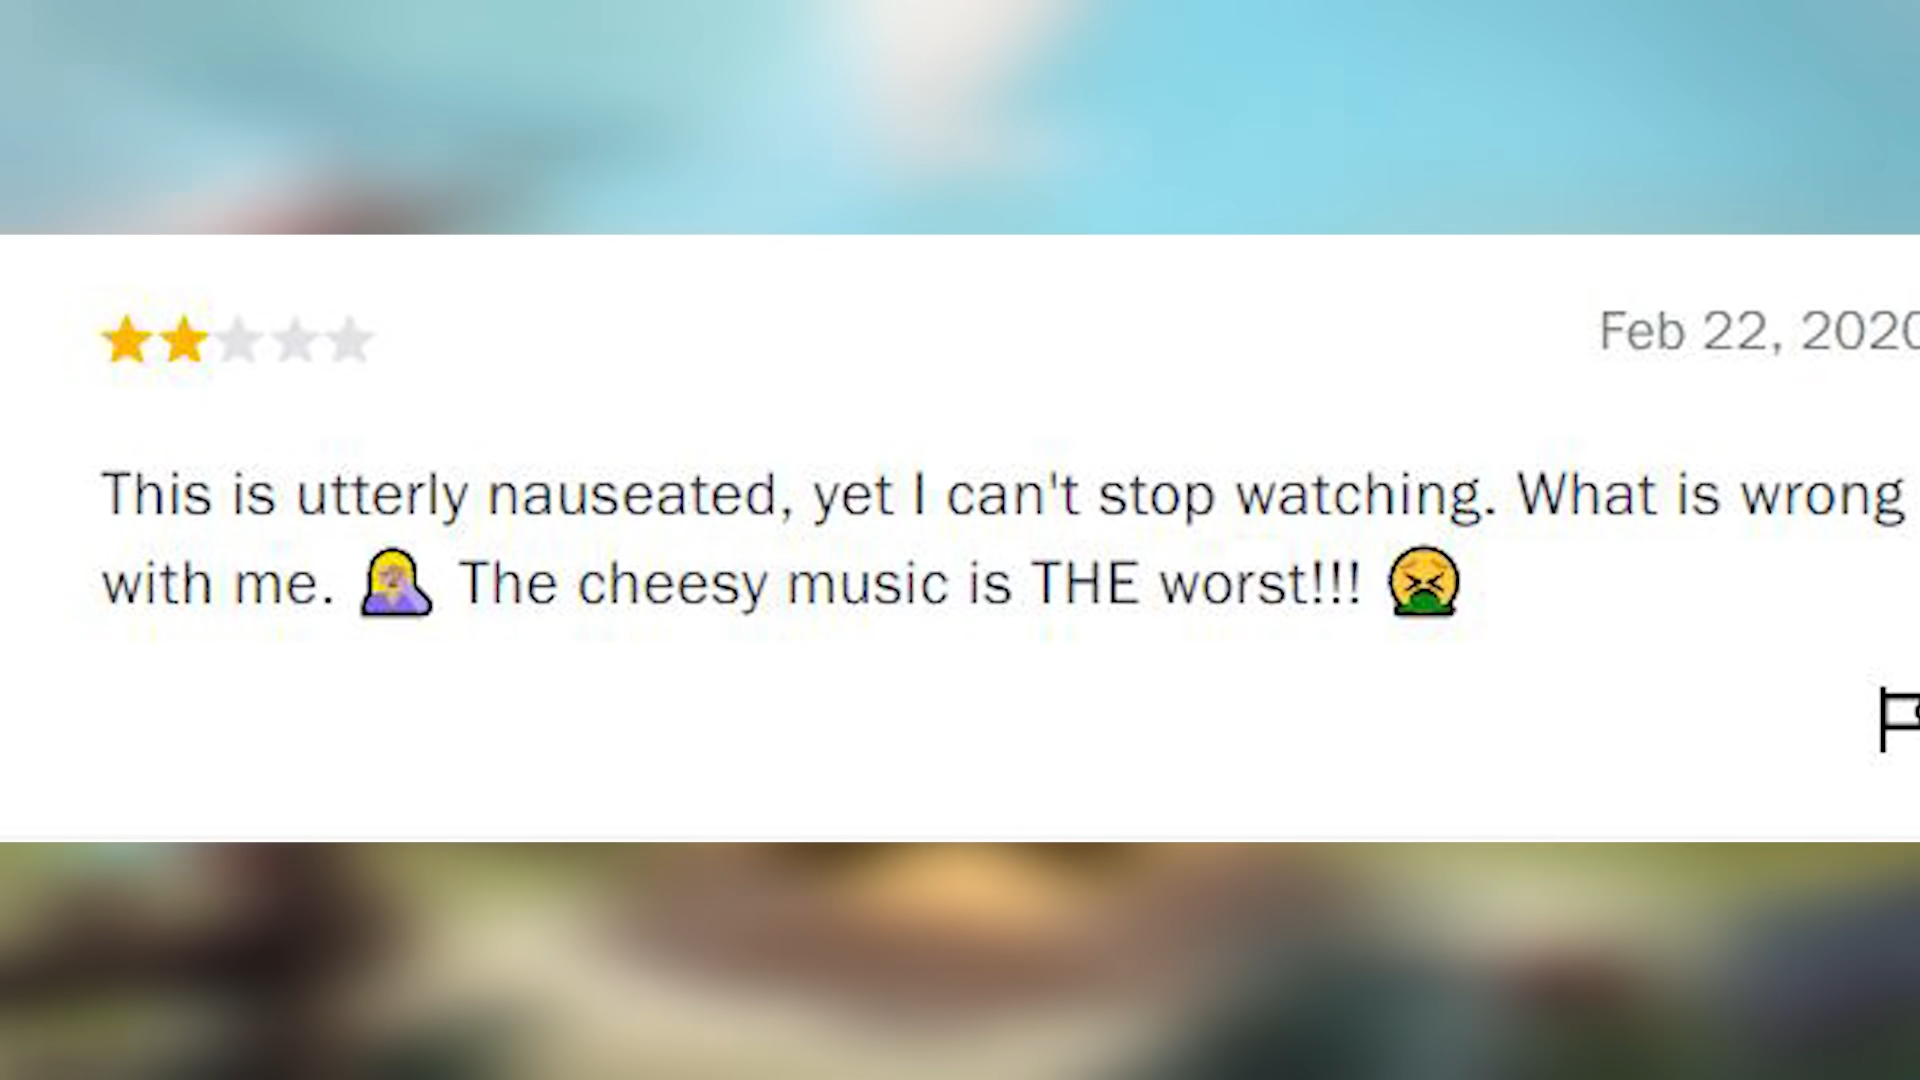 Feb 22, 2020
This is utterly nauseated, yet I can't stop watching. What is wrong
with me. 🤦‍♀️ The cheesy music is THE worst!!! 🤮